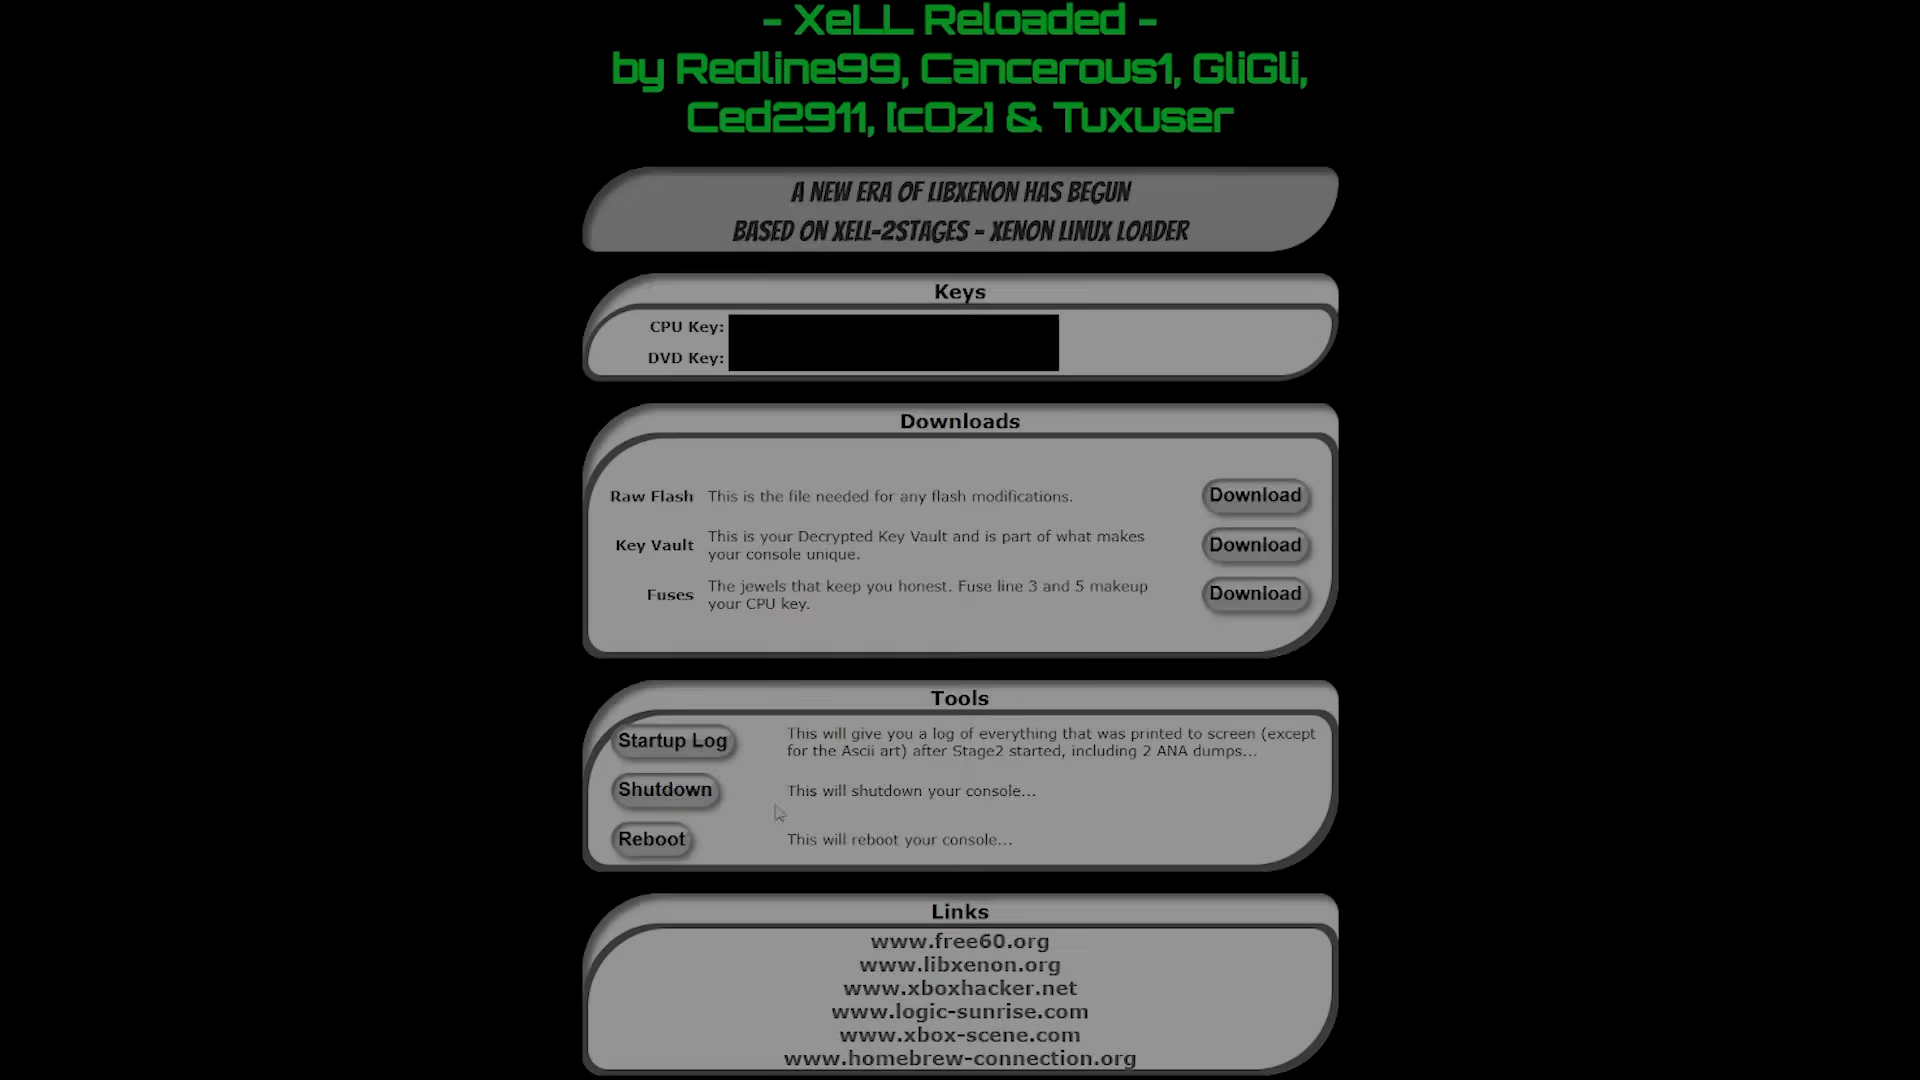 - XeLL Reloaded -
by Redline99, Cancerous1, GliGli,
Ced2911, [cOz] & Tuxuser
A NEW ERA OF LIBXENON HAS BEGUN
BASED ON XELL-2STAGES - XENON LINUX LOADER
Keys
CPU Key:
DVD Key:
Downloads
Raw Flash This is the file needed for any flash modifications. Download
Key Vault This is your Decrypted Key Vault and is part of what makes
your console unique. Download
Fuses The jewels that keep you honest. Fuse line 3 and 5 makeup
your CPU key. Download
Tools
Startup Log This will give you a log of everything that was printed to screen (except
for the Ascii art) after Stage2 started, including 2 ANA dumps...
Shutdown This will shutdown your console...
Reboot This will reboot your console...
Links
www.free60.org
www.libxenon.org
www.xboxhacker.net
www.logic-sunrise.com
www.xbox-scene.com
www.homebrew-connection.org